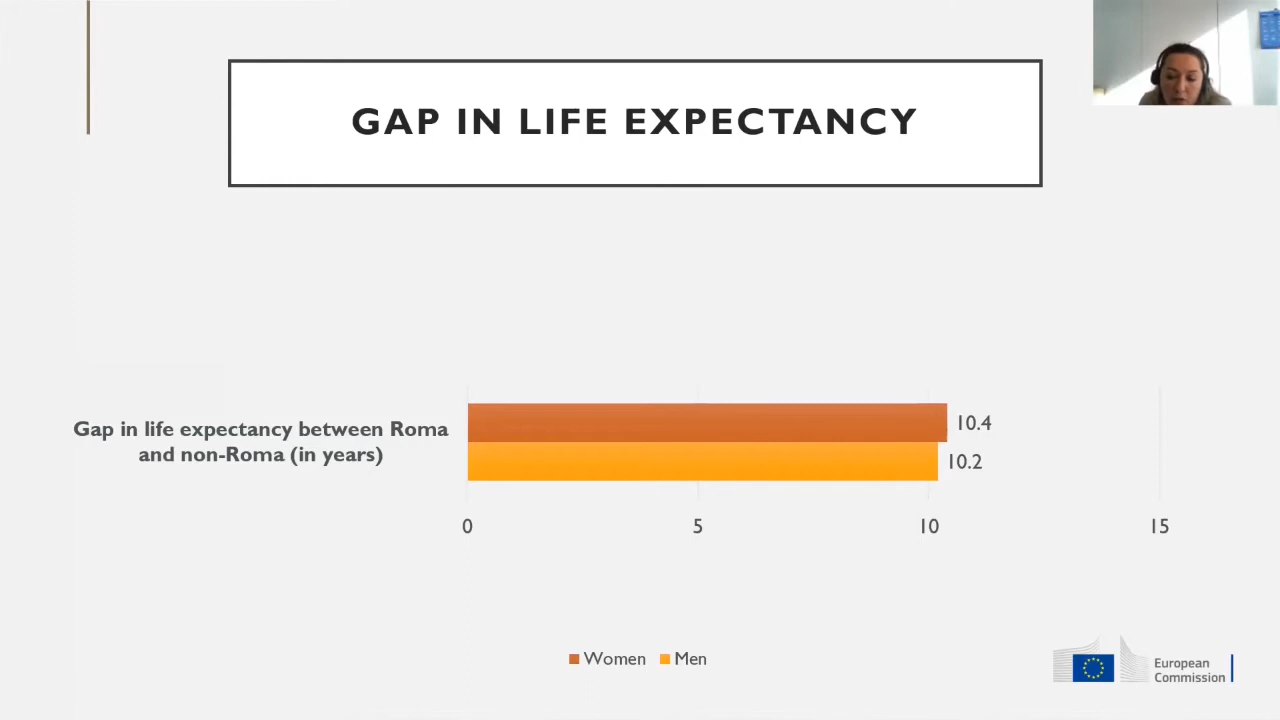 GAP IN LIFE EXPECTANCY
Gap in life expectancy between Roma
and non-Roma (in years)
10.4
10.2
0 5 10 15
Women Men
European
Commission